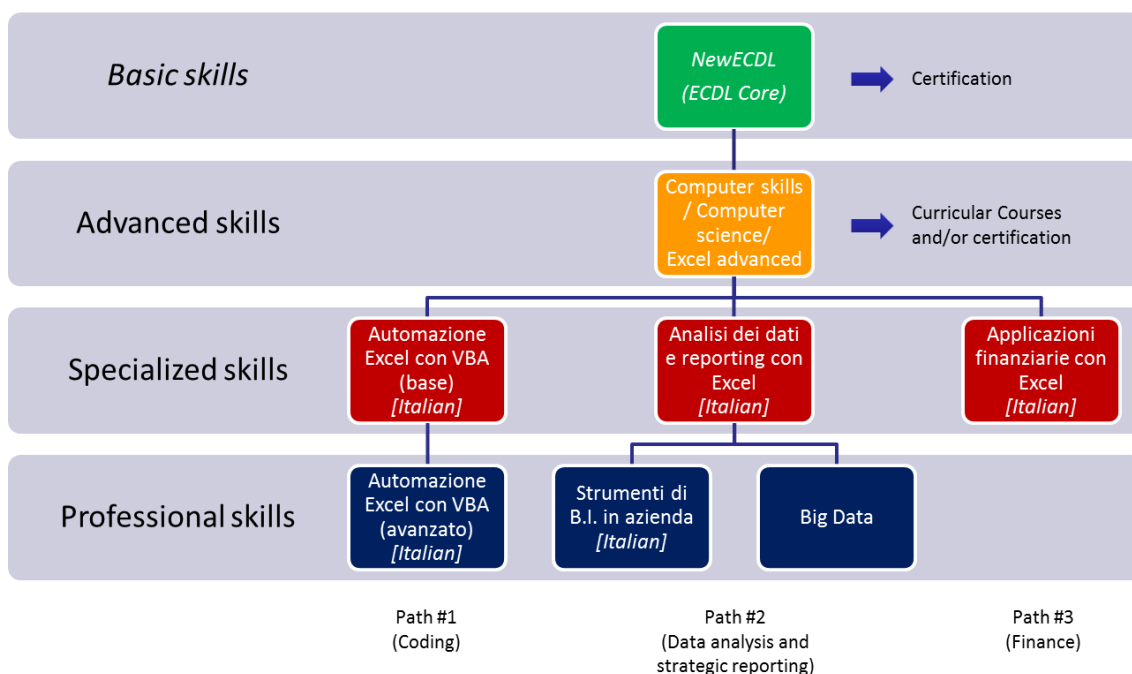 Basic skills
NewECDL
(ECDL Core)
Certification
Advanced skills
Computer skills
/ Computer
science/
Excel advanced
Curricular Courses
and/or certification
Specialized skills
Automazione
Excel con VBA
(base)
[Italian]
Analisi dei dati
e reporting con
Excel
[Italian]
Applicazioni
finanziarie con
Excel
[Italian]
Professional skills
Automazione
Excel con VBA
(avanzato)
[Italian]
Strumenti di
B.I. in azienda
[Italian]
Big Data
Path #1
(Coding)
Path #2
(Data analysis and
strategic reporting)
Path #3
(Finance)